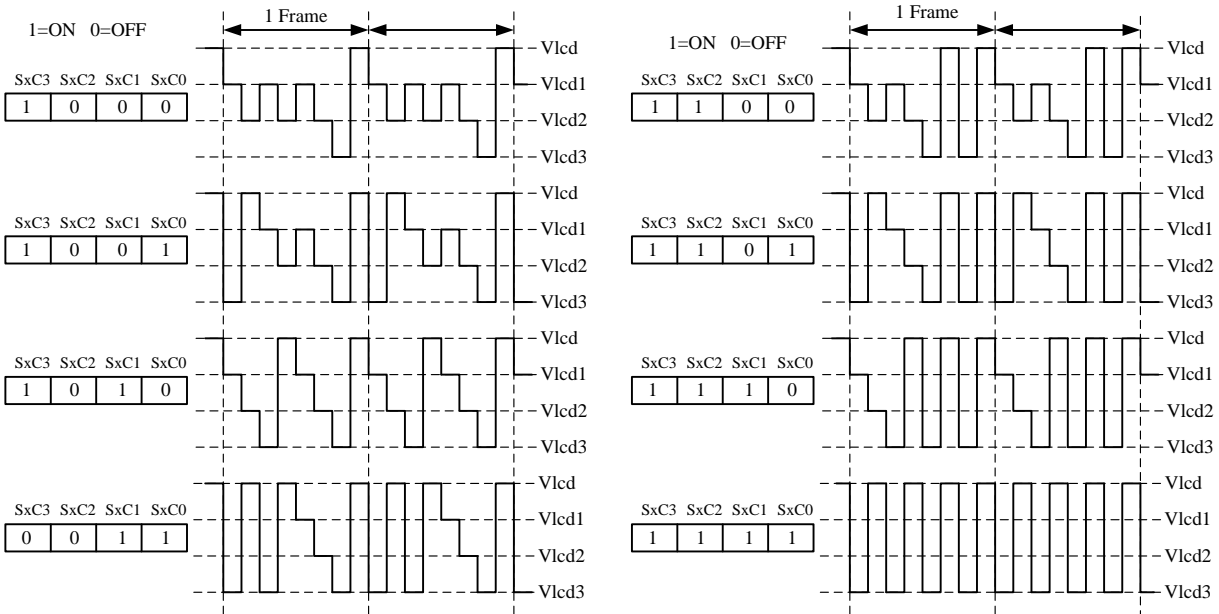 1 Frame
1=ON 0=OFF
SxC3 SxC2 SxC1 SxC0
1 0 0 0
Vlcd
Vlcd1
Vlcd2
Vlcd3
SxC3 SxC2 SxC1 SxC0
1 0 0 1
Vlcd
Vlcd1
Vlcd2
Vlcd3
SxC3 SxC2 SxC1 SxC0
1 0 1 0
Vlcd
Vlcd1
Vlcd2
Vlcd3
SxC3 SxC2 SxC1 SxC0
0 0 1 1
Vlcd
Vlcd1
Vlcd2
Vlcd3
1 Frame
1=ON 0=OFF
SxC3 SxC2 SxC1 SxC0
1 1 0 0
Vlcd
Vlcd1
Vlcd2
Vlcd3
SxC3 SxC2 SxC1 SxC0
1 1 0 1
Vlcd
Vlcd1
Vlcd2
Vlcd3
SxC3 SxC2 SxC1 SxC0
1 1 1 0
Vlcd
Vlcd1
Vlcd2
Vlcd3
SxC3 SxC2 SxC1 SxC0
1 1 1 1
Vlcd
Vlcd1
Vlcd2
Vlcd3